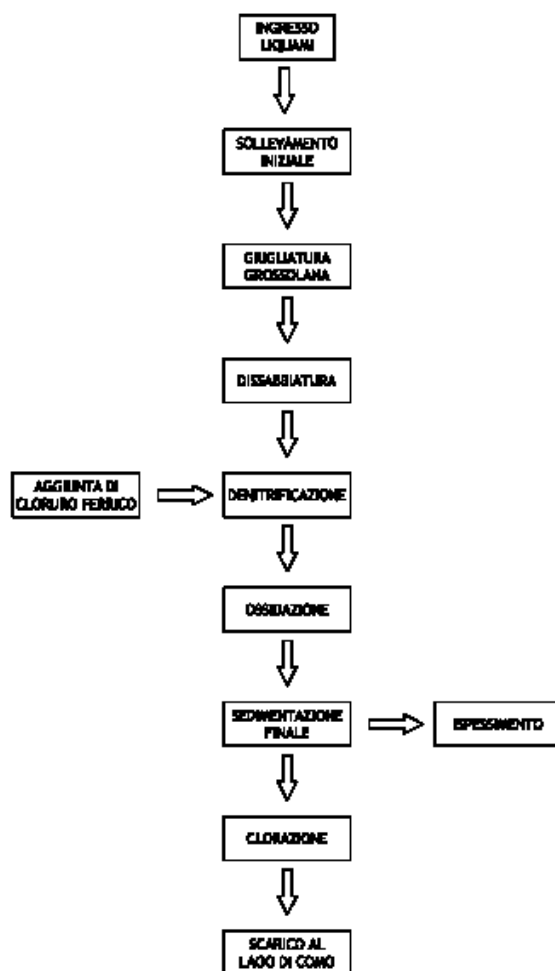 INGRESSO
LIQUAMI
SOLLEVAMENTO
INIZIALE
GRIGLIATURA
GROSSOLANA
DISSABBIATURA
AGGIUNTA DI
CLORURO FERRICO
DENITRIFICAZIONE
OSSIDAZIONE
SEDIMENTAZIONE
FINALE
ISPESSIMENTO
CLORAZIONE
SCARICO AL
LAGO DI COMO